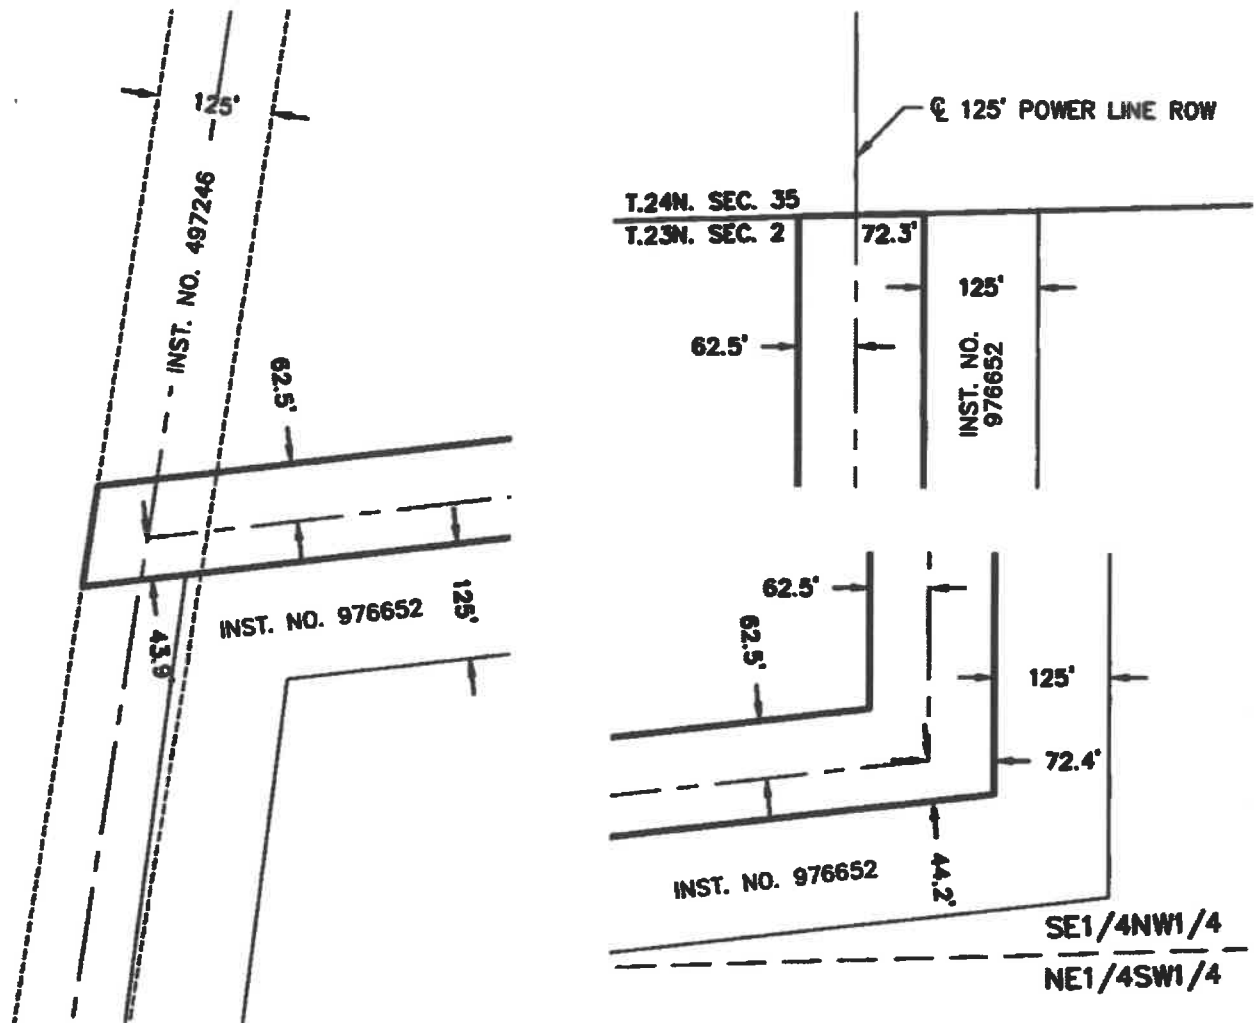 125'
INST. NO. 497246
62.5'
43.9
INST. NO. 976652
125'
℄ 125' POWER LINE ROW
T.24N. SEC. 35
T.23N. SEC. 2
72.3'
125'
62.5'
INST. NO.
976652
62.5'
62.5'
125'
72.4'
44.2'
INST. NO. 976652
SE1/4NW1/4
NE1/4SW1/4